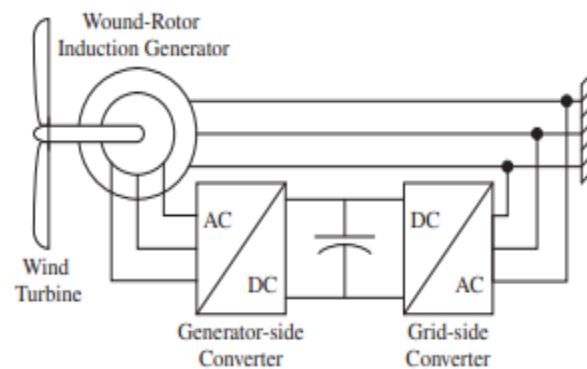 Wound-Rotor
Induction Generator
AC
DC
DC
AC
Wind
Turbine
Generator-side
Converter
Grid-side
Converter